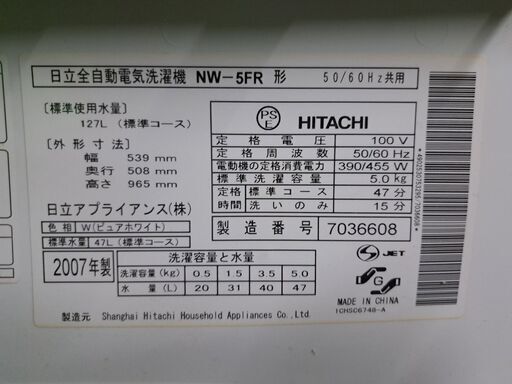 日立全自動電気洗濯機 NW-5FR 形 50/60Hz共用
[標準使用水量]
127L (標準コース)
[外形寸法]
幅 539 mm
奥行 508 mm
高さ 965 mm
日立アプライアンス(株)
色相 W(ピュアホワイト)
標準水量 47L(標準コース)
PSE HITACHI
定格電圧 100 V
定格周波数 50/60 Hz
電動機の定格消費電力 390/455 W
標準洗濯容量 5.0kg
定格 標準コース 47分
時間 洗いのみ 15分
製造番号 7036608
2007年製
洗濯容量と水量
洗濯容量(kg) 0.5 1.5 3.5 5.0
水量(L) 20 31 40 47
S JET
G
MADE IN CHINA
1CHSC6748-A
製造元 Shanghai Hitachi Household Appliances Co.,Ltd.